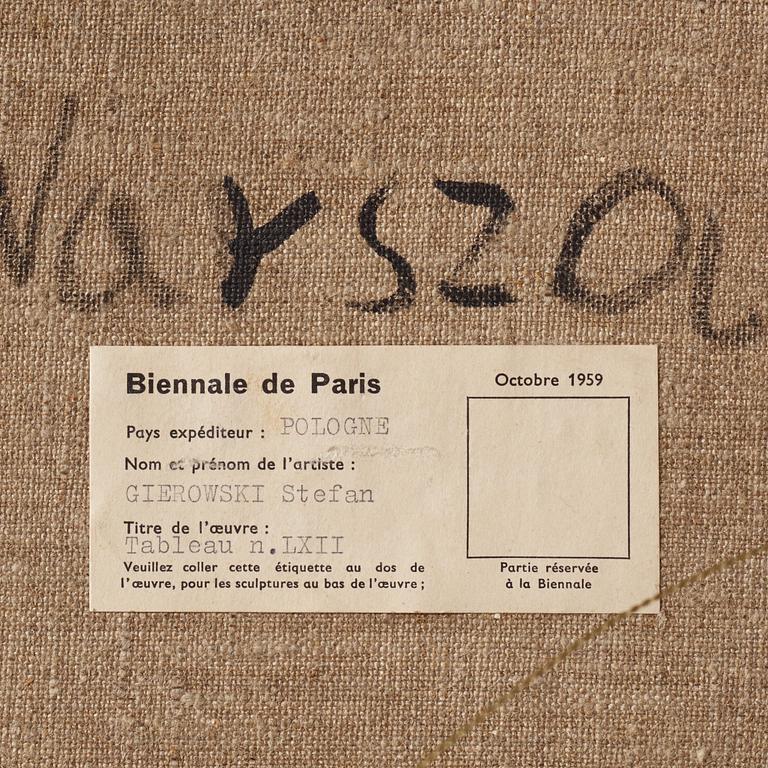 Warsza
Biennale de Paris
Octobre 1959
Pays expéditeur : POLOGNE
Nom et prénom de l'artiste :
GIEROWSKI Stefan
Titre de l'œuvre :
Tableau n.LXII
Veuillez coller cette étiquette au dos de
l'œuvre, pour les sculptures au bas de l'œuvre ;
Partie réservée
à la Biennale